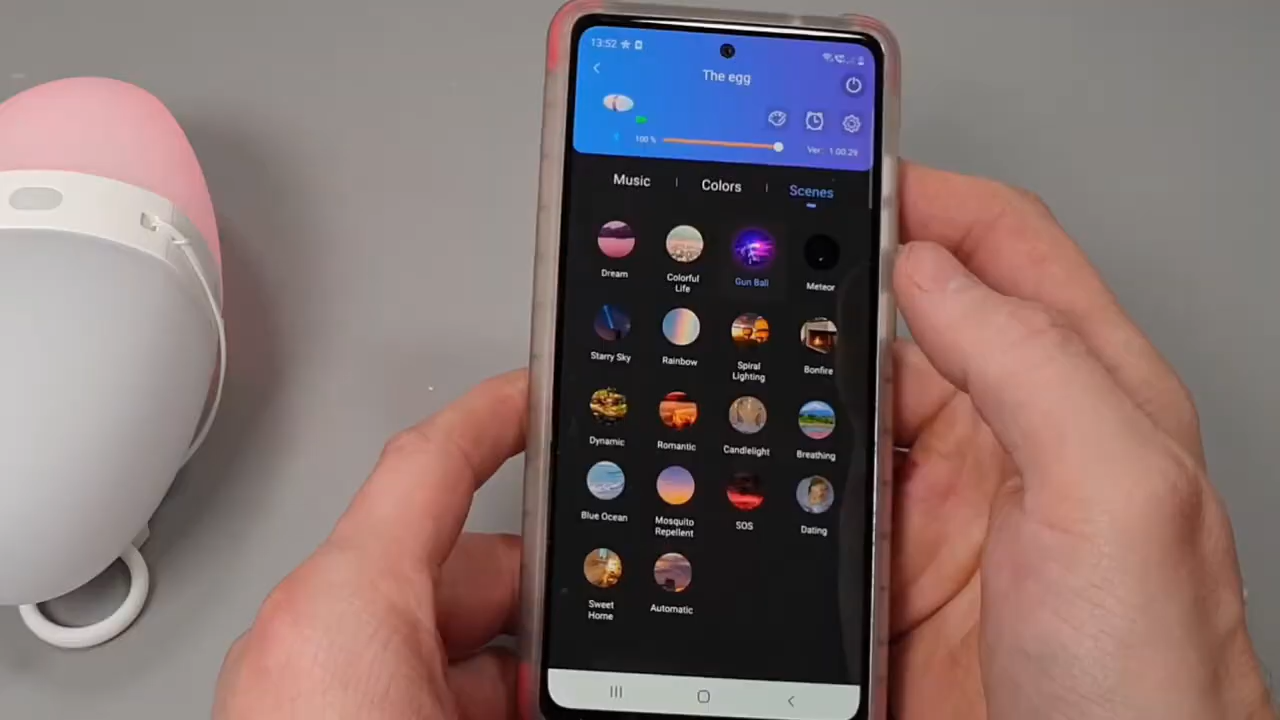 13:52
The egg
100 %
Ver: 1.00.29
Music
Colors
Scenes
Dream
Colorful
Life
Gun Ball
Meteor
Starry Sky
Rainbow
Spiral
Lighting
Bonfire
Dynamic
Romantic
Candlelight
Breathing
Blue Ocean
Mosquito
Repellent
SOS
Dating
Sweet
Home
Automatic